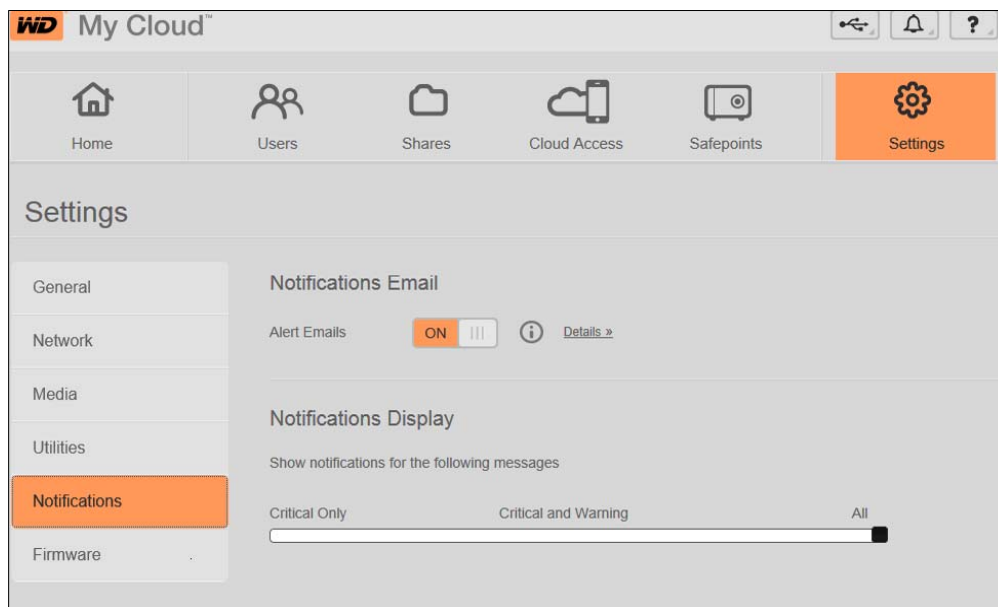 WD My Cloud™
?
Home
Users
Shares
Cloud Access
Safepoints
Settings
Settings
General
Network
Media
Utilities
Notifications
Firmware .
Notifications Email
Alert Emails ON Details »
Notifications Display
Show notifications for the following messages
Critical Only Critical and Warning All